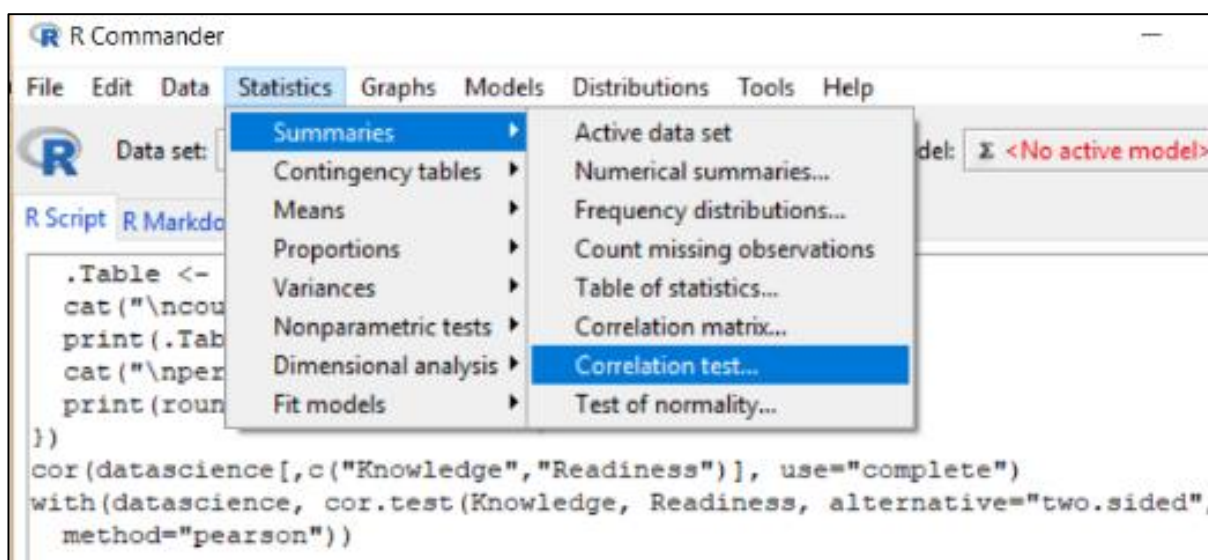 R Commander
File Edit Data Statistics Graphs Models Distributions Tools Help
R Data set: del: Σ <No active model>
Summaries
Contingency tables
Means
Proportions
Variances
Nonparametric tests
Dimensional analysis
Fit models
Active data set
Numerical summaries...
Frequency distributions...
Count missing observations
Table of statistics...
Correlation matrix...
Correlation test...
Test of normality...
R Script R Markdo
.Table <-
cat("\ncou
print(.Tab
cat("\nper
print(roun
})
cor(datascience[,c("Knowledge","Readiness")], use="complete")
with(datascience, cor.test(Knowledge, Readiness, alternative="two.sided",
method="pearson"))